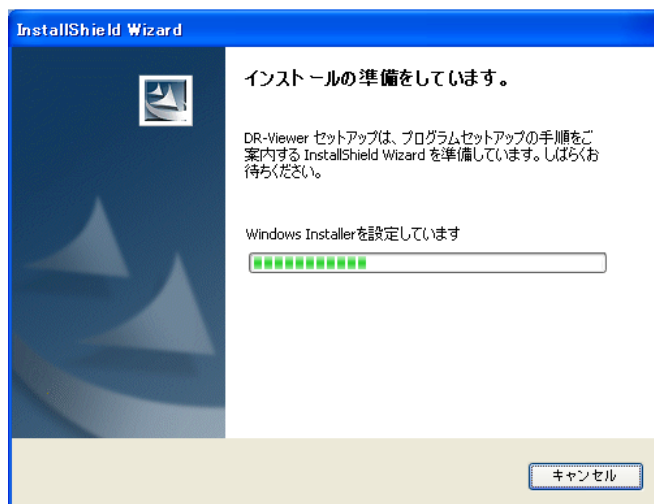 InstallShield Wizard
インストールの準備をしています。
DR-Viewer セットアップは、プログラムセットアップの手順をご
案内する InstallShield Wizard を準備しています。しばらくお
待ちください。
Windows Installerを設定しています
キャンセル